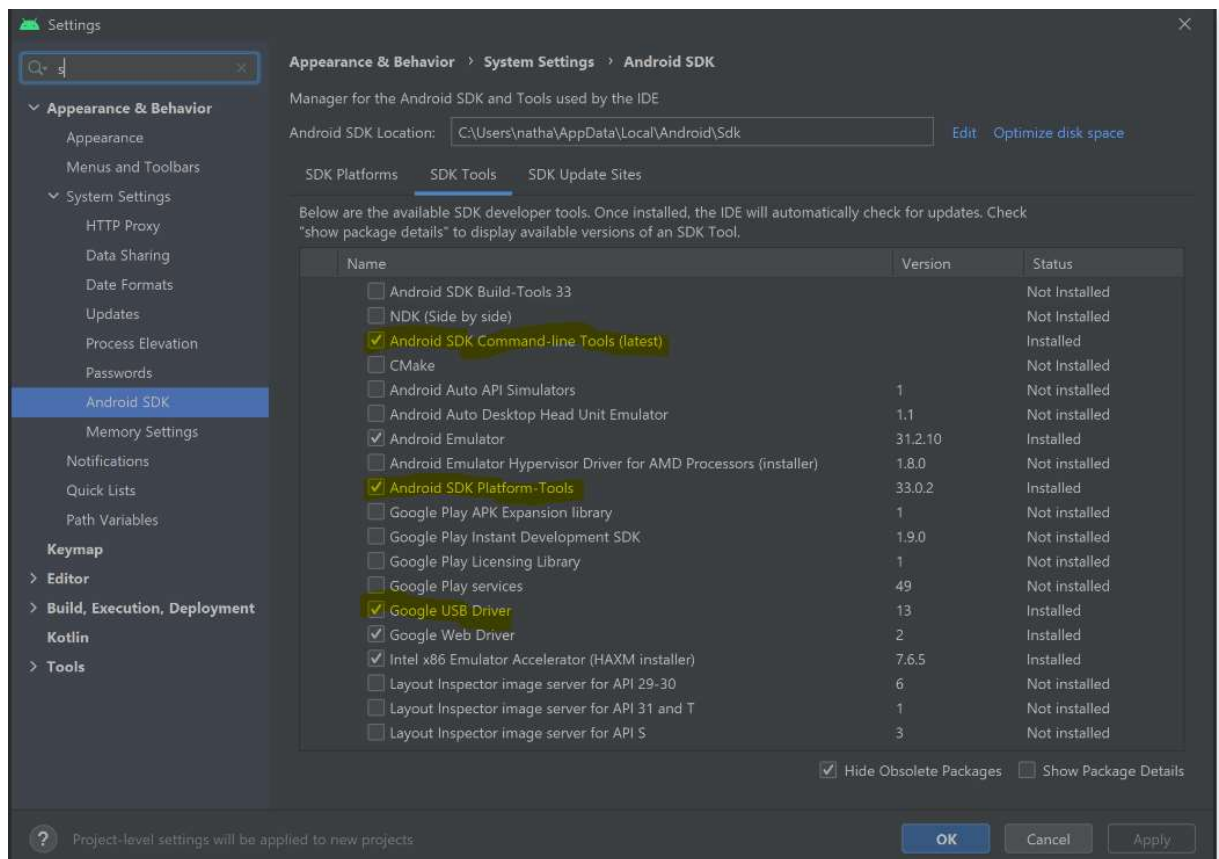 Settings
s
Appearance & Behavior
Appearance
Menus and Toolbars
System Settings
HTTP Proxy
Data Sharing
Date Formats
Updates
Process Elevation
Passwords
Android SDK
Memory Settings
Notifications
Quick Lists
Path Variables
Keymap
Editor
Build, Execution, Deployment
Kotlin
Tools
Appearance & Behavior > System Settings > Android SDK
Manager for the Android SDK and Tools used by the IDE
Android SDK Location: C:\Users\natha\AppData\Local\Android\Sdk Edit Optimize disk space
SDK Platforms SDK Tools SDK Update Sites
Below are the available SDK developer tools. Once installed, the IDE will automatically check for updates. Check
"show package details" to display available versions of an SDK Tool.
Name Version Status
Android SDK Build-Tools 33 Not Installed
NDK (Side by side) Not Installed
Android SDK Command-line Tools (latest) Installed
CMake Not Installed
Android Auto API Simulators 1 Not installed
Android Auto Desktop Head Unit Emulator 1.1 Not installed
Android Emulator 31.2.10 Installed
Android Emulator Hypervisor Driver for AMD Processors (installer) 1.8.0 Not installed
Android SDK Platform-Tools 33.0.2 Installed
Google Play APK Expansion library 1 Not installed
Google Play Instant Development SDK 1.9.0 Not installed
Google Play Licensing Library 1 Not installed
Google Play services 49 Not installed
Google USB Driver 13 Installed
Google Web Driver 2 Installed
Intel x86 Emulator Accelerator (HAXM installer) 7.6.5 Installed
Layout Inspector image server for API 29-30 6 Not installed
Layout Inspector image server for API 31 and T 1 Not installed
Layout Inspector image server for API S 3 Not installed
Hide Obsolete Packages Show Package Details
? Project-level settings will be applied to new projects
OK Cancel Apply